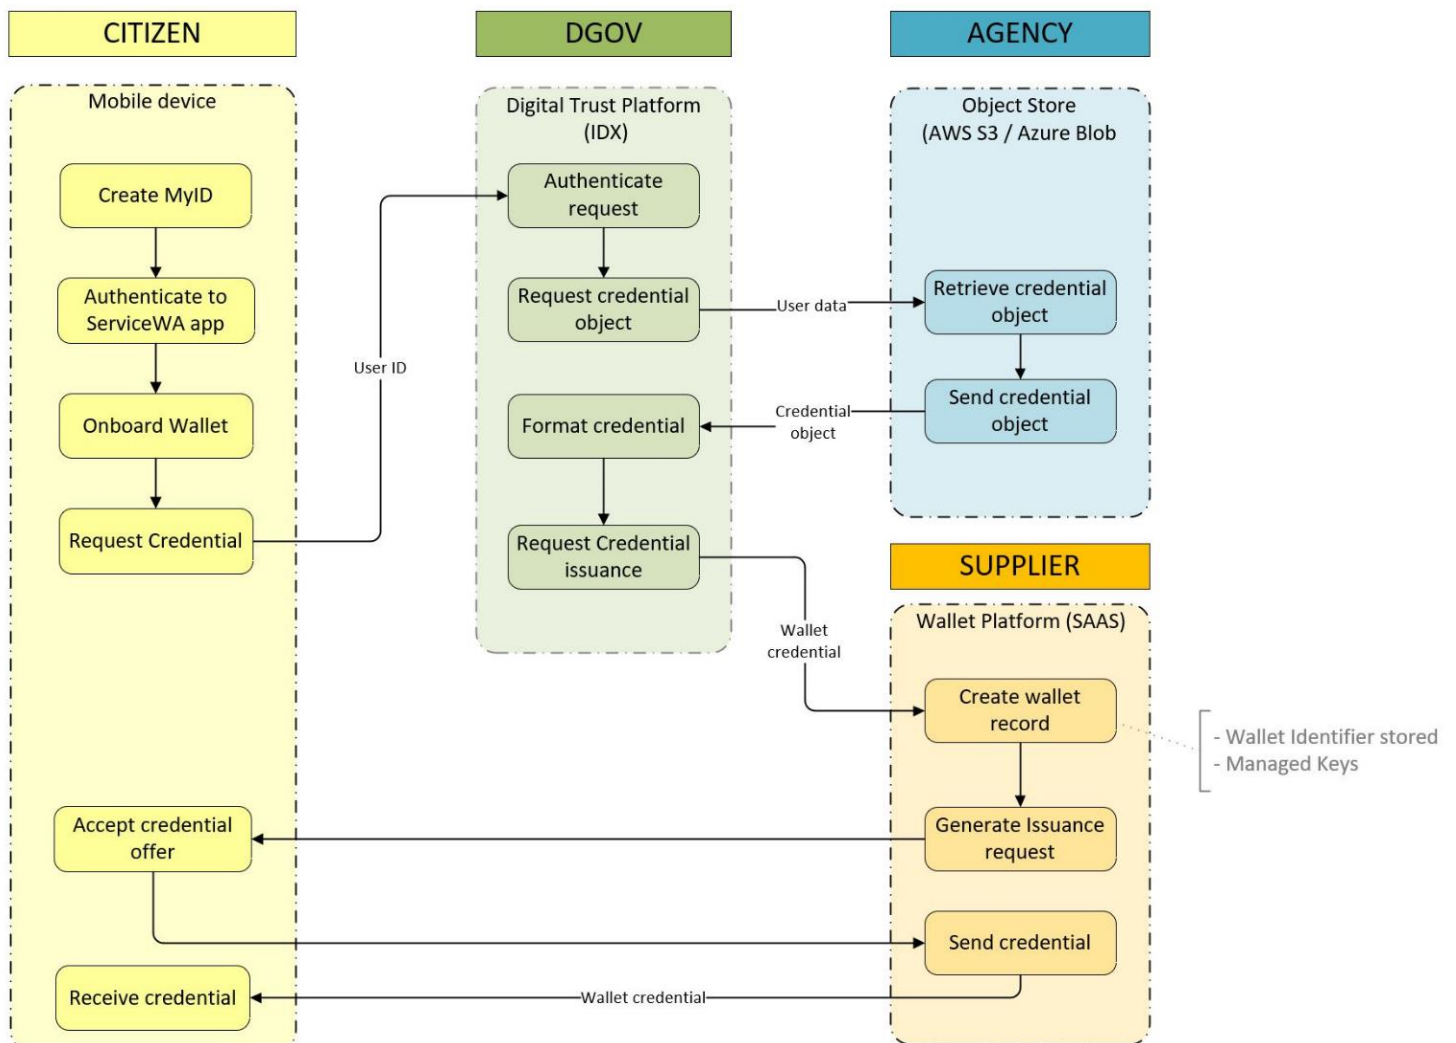 CITIZEN
DGOV
AGENCY
Mobile device
Digital Trust Platform
(IDX)
Object Store
(AWS S3 / Azure Blob
Create MyID
Authenticate
request
Authenticate to
ServiceWA app
Request credential
object
User data
Retrieve credential
object
User ID
Onboard Wallet
Format credential
Credential
object
Send credential
object
Request Credential
Request Credential
issuance
SUPPLIER
Wallet Platform (SAAS)
Wallet
credential
Create wallet
record
- Wallet Identifier stored
- Managed Keys
Accept credential
offer
Generate Issuance
request
Send credential
Receive credential
Wallet credential